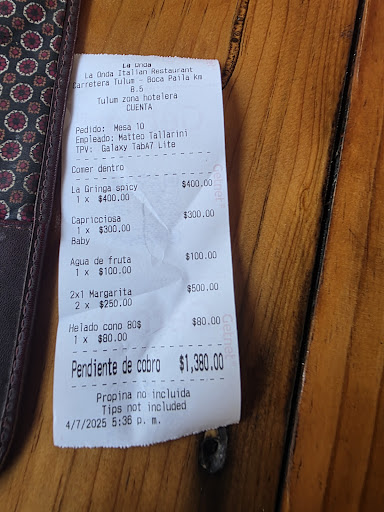 La Onda
La Onda Italian Restaurant
Carretera Tulum - Boca Paila km
8.5
Tulum zona hotelera
CUENTA
Pedido: Mesa 10
Empleado: Matteo Tallarini
TPV: Galaxy TabA7 Lite
Comer dentro
La Gringa spicy $400.00
1 x $400.00
Capricciosa $300.00
1 x $300.00
Baby
Agua de fruta $100.00
1 x $100.00
2x1 Margarita $500.00
2 x $250.00
Helado cono 80$ $80.00
1 x $80.00
Pendiente de cobro $1,380.00
Propina no incluida
Tips not included
4/7/2025 5:36 p. m.
Getnet
Getnet